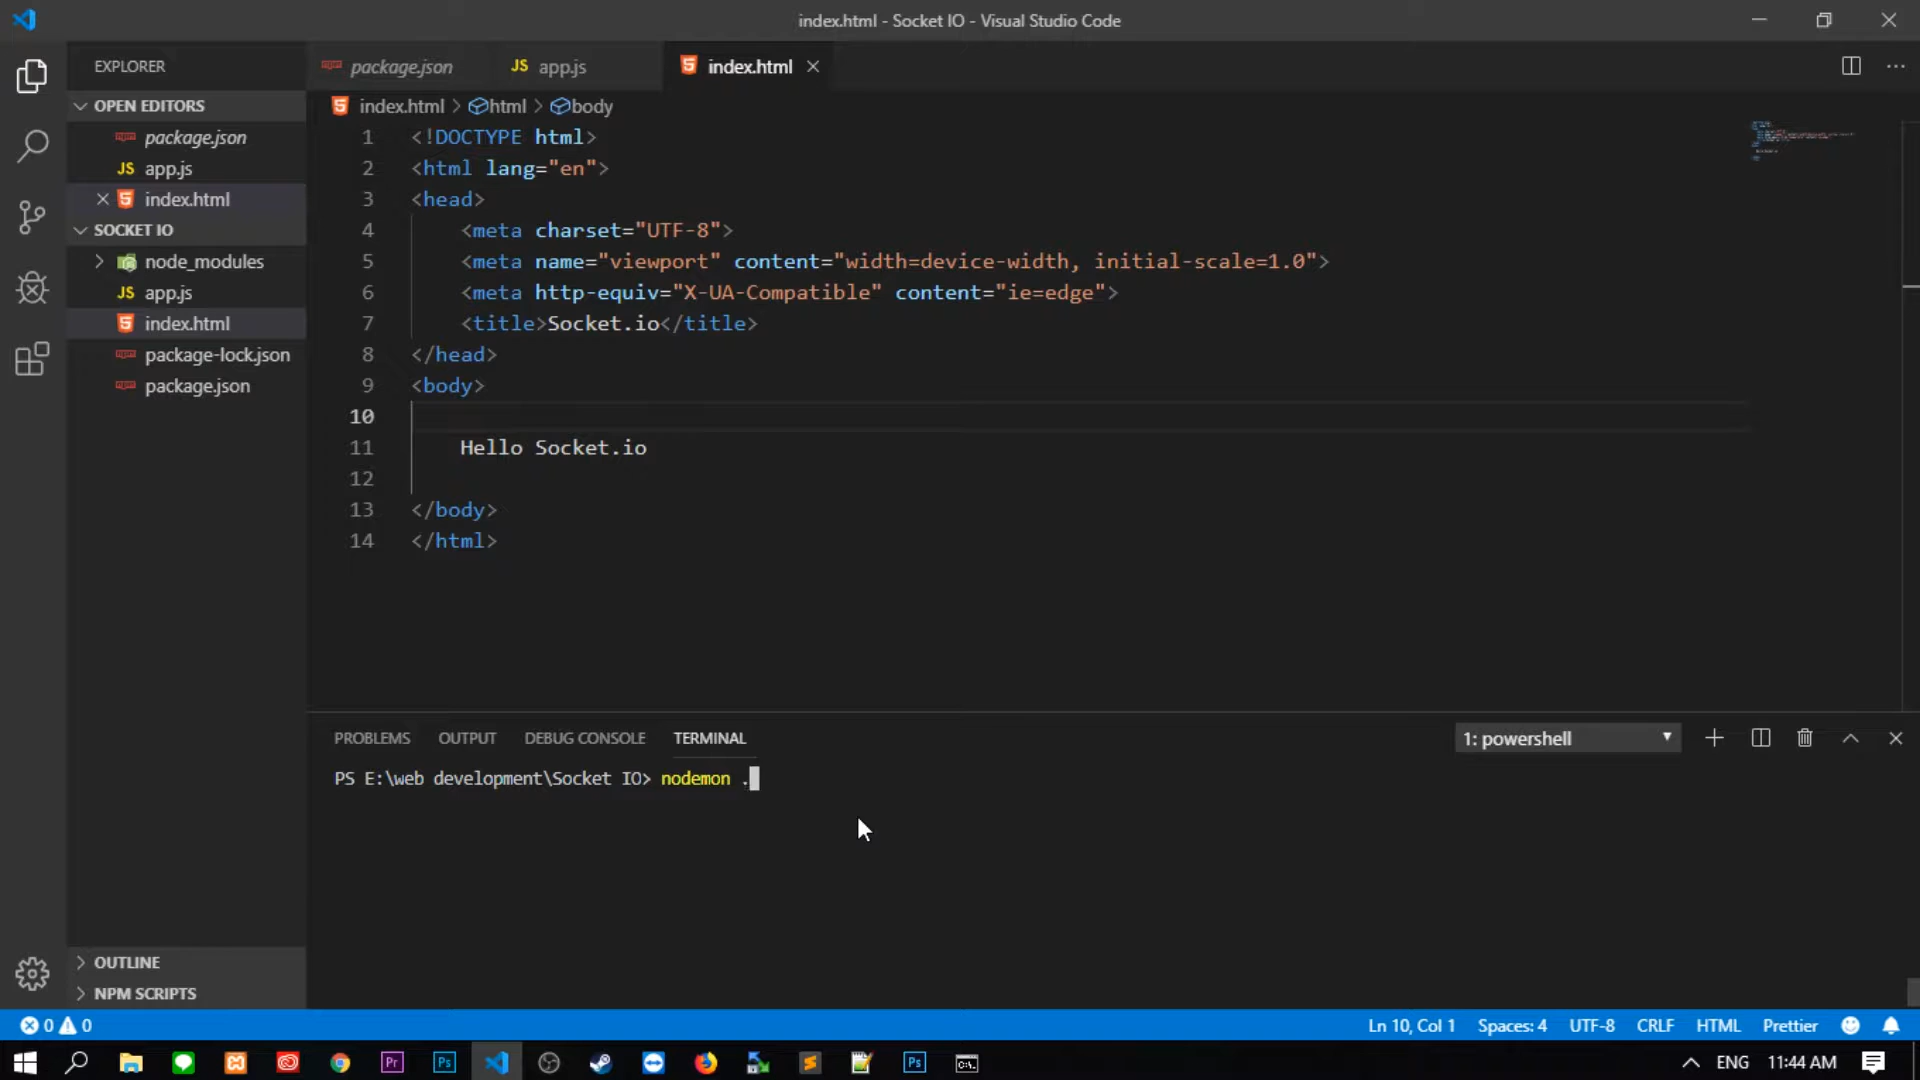 index.html - Socket IO - Visual Studio Code
EXPLORER
OPEN EDITORS
package.json
JS app.js
index.html
SOCKET IO
node_modules
JS app.js
index.html
package-lock.json
package.json
OUTLINE
NPM SCRIPTS
package.json
JS app.js
index.html
index.html > html > body
1 <!DOCTYPE html>
2 <html lang="en">
3 <head>
4 <meta charset="UTF-8">
5 <meta name="viewport" content="width=device-width, initial-scale=1.0">
6 <meta http-equiv="X-UA-Compatible" content="ie=edge">
7 <title>Socket.io</title>
8 </head>
9 <body>
10
11 Hello Socket.io
12
13 </body>
14 </html>
PROBLEMS OUTPUT DEBUG CONSOLE TERMINAL
1: powershell
PS E:\web development\Socket IO> nodemon .
0 0
Ln 10, Col 1 Spaces: 4 UTF-8 CRLF HTML Prettier
Pr Ps Ps
ENG 11:44 AM